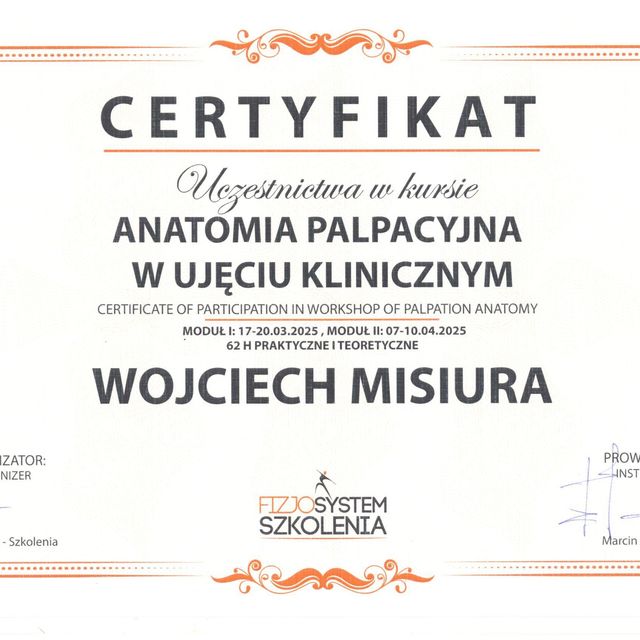 CERTYFIKAT
Uczestnictwa w kursie
ANATOMIA PALPACYJNA
W UJĘCIU KLINICZNYM
CERTIFICATE OF PARTICIPATION IN WORKSHOP OF PALPATION ANATOMY
MODUŁ I: 17-20.03.2025 , MODUŁ II: 07-10.04.2025
62 H PRAKTYCZNE I TEORETYCZNE
WOJCIECH MISIURA
IZATOR:
NIZER
- Szkolenia
FIZJOSYSTEM
SZKOLENIA
PROW
INST
Marcin